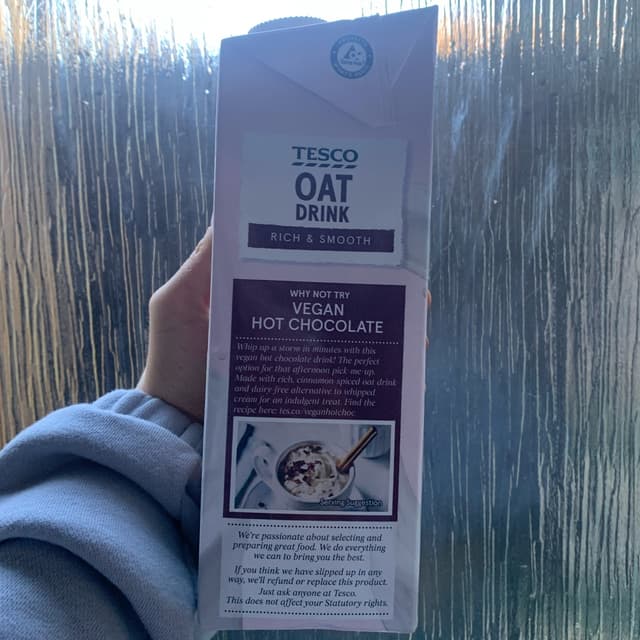 TESCO
OAT
DRINK
RICH & SMOOTH
WHY NOT TRY
VEGAN
HOT CHOCOLATE
Whip up a storm in minutes with this
vegan hot chocolate drink! The perfect
option for that afternoon pick-me-up.
Made with rich, cinnamon spiced oat drink
and dairy free alternative to whipped
cream for an indulgent treat. Find the
recipe here: tes.co/veganhotchoc
Serving Suggestion
We're passionate about selecting and
preparing great food. We do everything
we can to bring you the best.
If you think we have slipped up in any
way, we'll refund or replace this product.
Just ask anyone at Tesco.
This does not affect your Statutory rights.